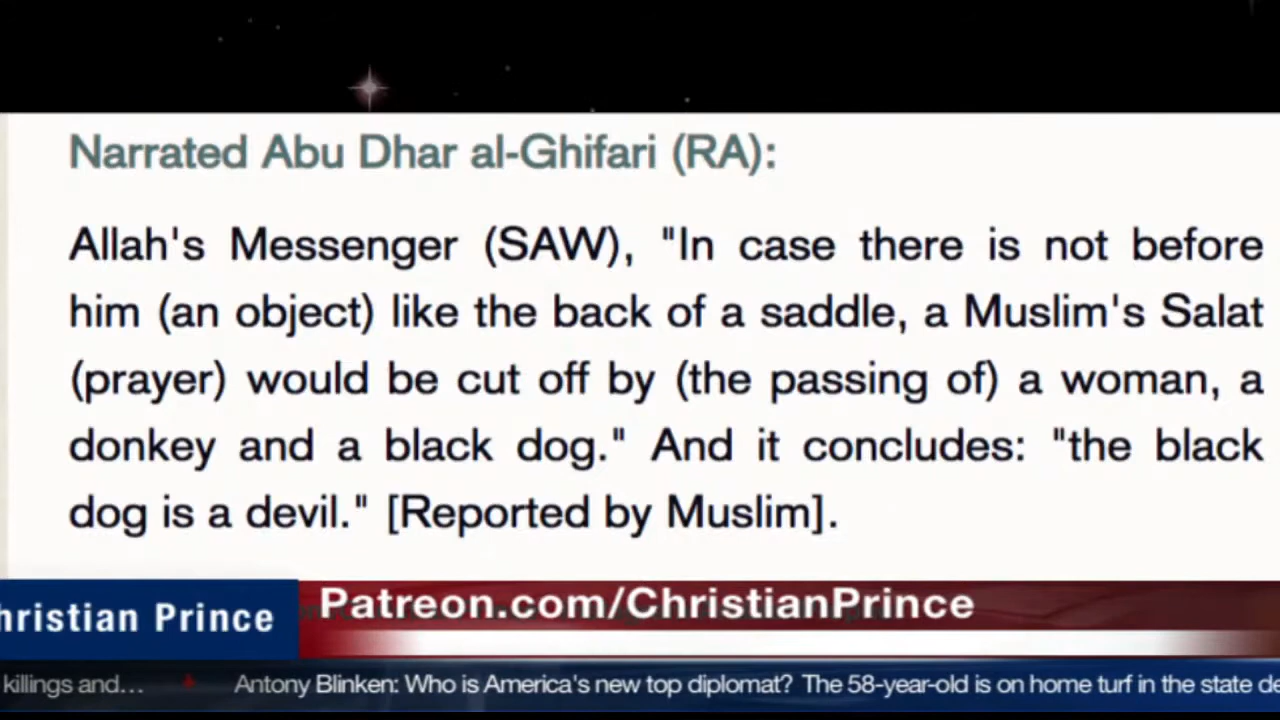 Narrated Abu Dhar al-Ghifari (RA):
Allah's Messenger (SAW), "In case there is not before
him (an object) like the back of a saddle, a Muslim's Salat
(prayer) would be cut off by (the passing of) a woman, a
donkey and a black dog." And it concludes: "the black
dog is a devil." [Reported by Muslim].
hristian Prince
Patreon.com/ChristianPrince
killings and... Antony Blinken: Who is America's new top diplomat? The 58-year-old is on home turf in the state de